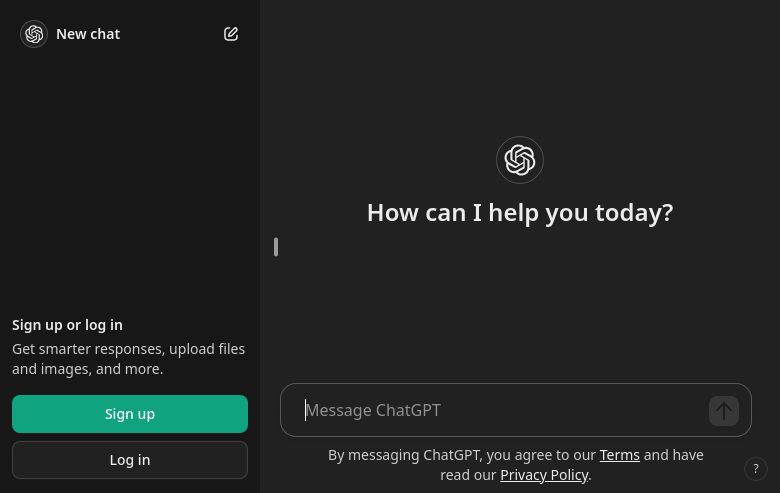 New chat
How can I help you today?
Sign up or log in
Get smarter responses, upload files
and images, and more.
Sign up
Log in
Message ChatGPT
By messaging ChatGPT, you agree to our Terms and have
read our Privacy Policy.
?